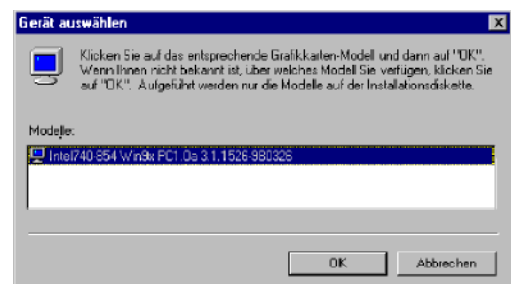 Gerät auswählen
Klicken Sie auf das entsprechende Grafikkarten-Modell und dann auf "OK".
Wenn Ihnen nicht bekannt ist, über welches Modell Sie verfügen, klicken Sie
auf "OK". Aufgeführt werden nur die Modelle auf der Installationsdiskette.
Modelle:
Intel740-854 Win9x PC1.0a 3.1.1526-980326
OK
Abbrechen